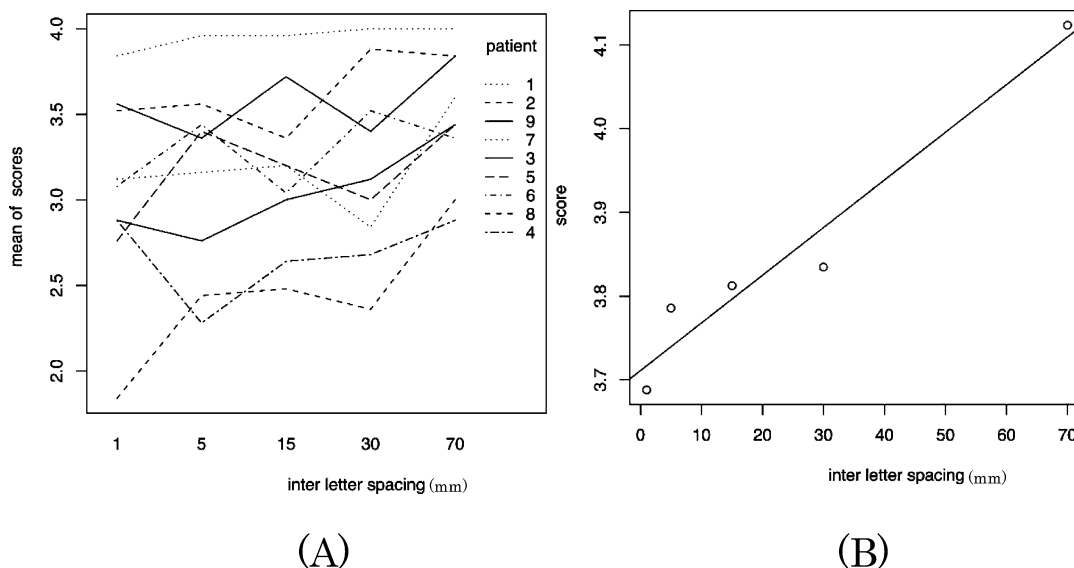 patient
1
2
9
7
3
5
6
8
4
mean of scores
4.0
3.5
3.0
2.5
2.0
1 5 15 30 70
inter letter spacing (mm)
(A)
score
4.1
4.0
3.9
3.8
3.7
0 10 20 30 40 50 60 70
inter letter spacing (mm)
(B)